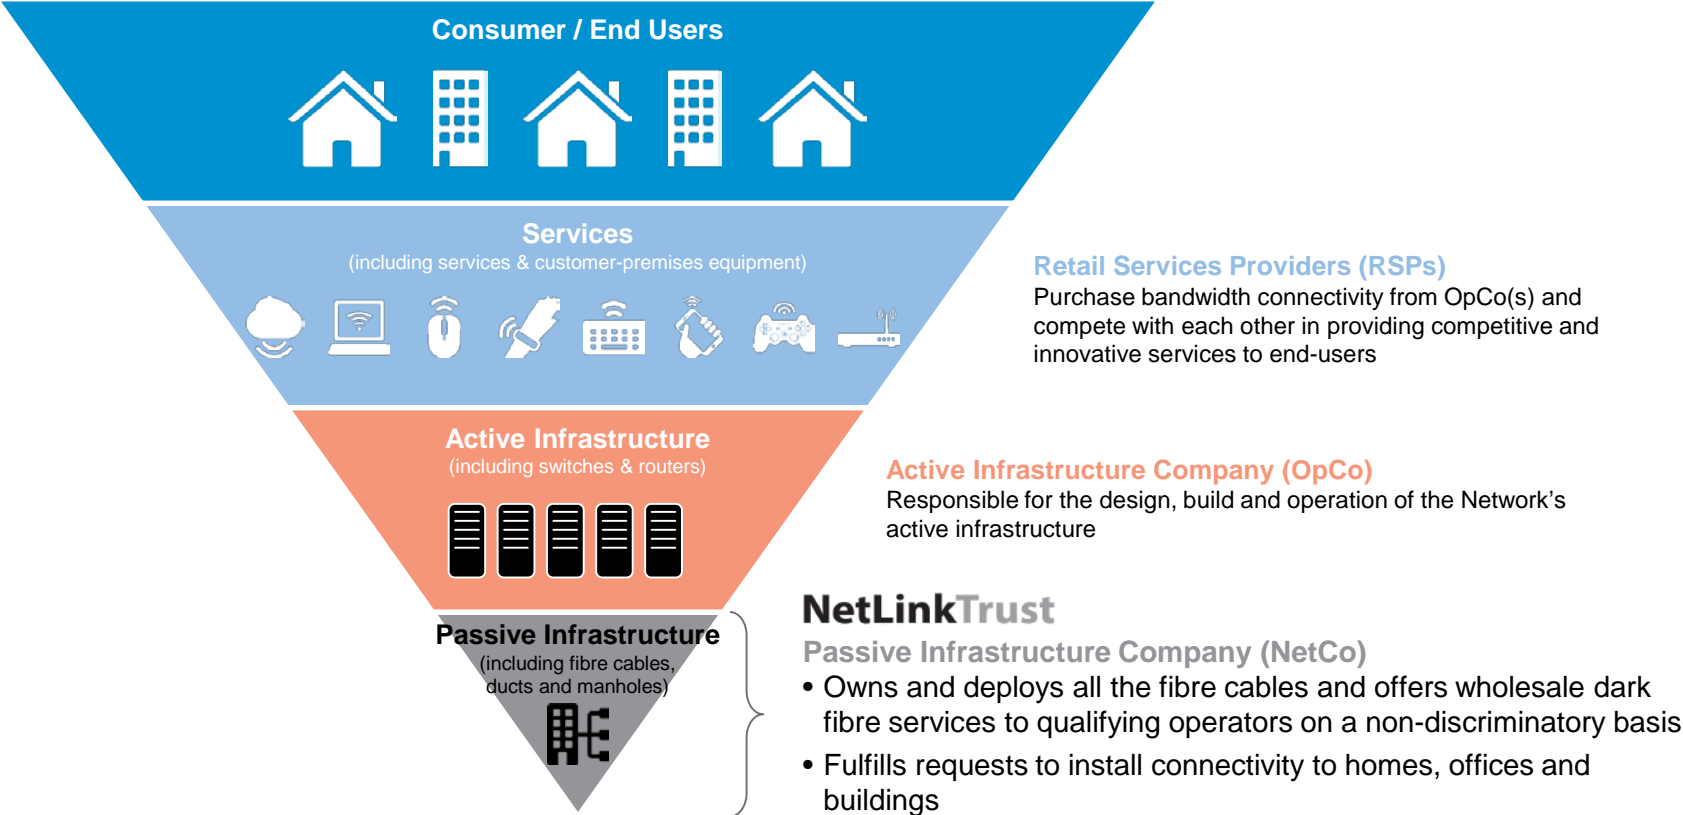 Consumer / End Users
Services
(including services & customer-premises equipment)
Retail Services Providers (RSPs)
Purchase bandwidth connectivity from OpCo(s) and
compete with each other in providing competitive and
innovative services to end-users
Active Infrastructure
(including switches & routers)
Active Infrastructure Company (OpCo)
Responsible for the design, build and operation of the Network's
active infrastructure
Passive Infrastructure
(including fibre cables,
ducts and manholes)
NetLinkTrust
Passive Infrastructure Company (NetCo)
• Owns and deploys all the fibre cables and offers wholesale dark
fibre services to qualifying operators on a non-discriminatory basis
• Fulfills requests to install connectivity to homes, offices and
buildings